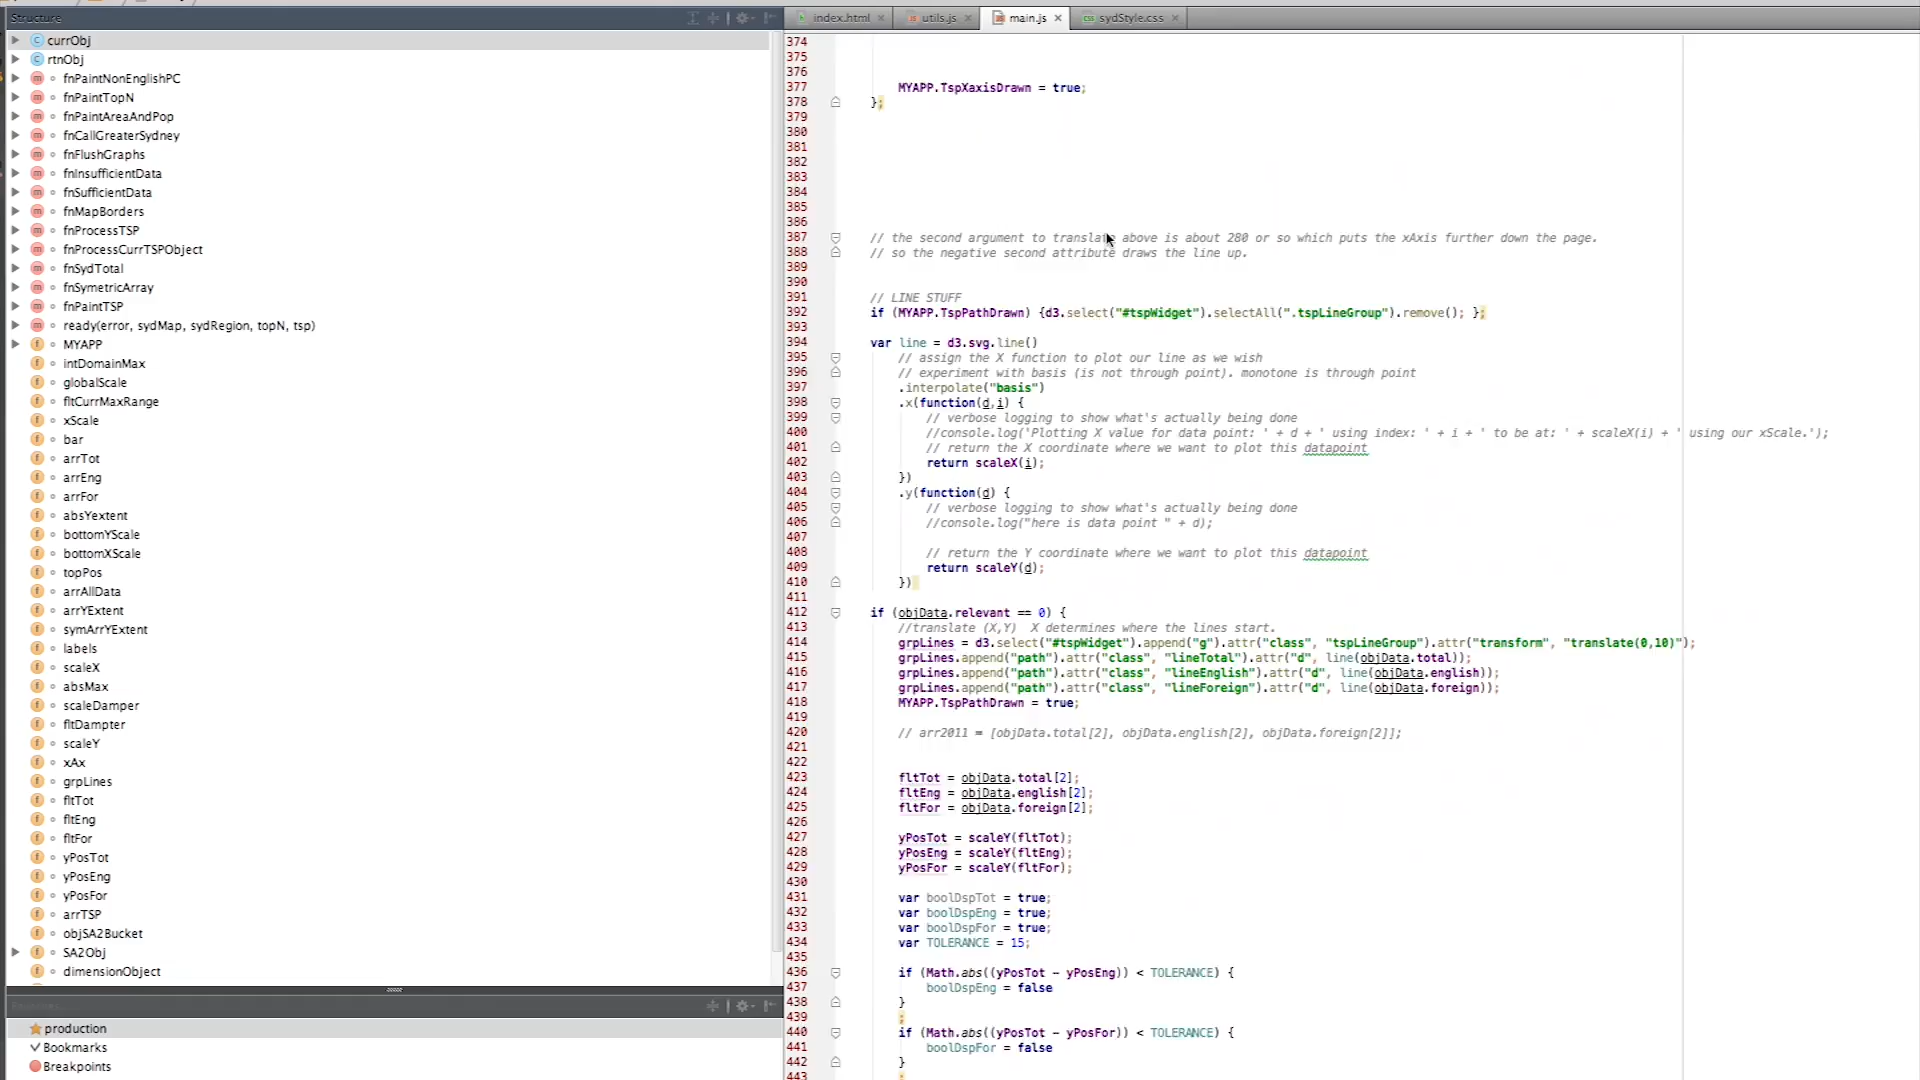 Structure
currObj
rtnObj
fnPaintNonEnglishPC
fnPaintTopN
fnPaintAreaAndPop
fnCallGreaterSydney
fnFlushGraphs
fnInsufficientData
fnSufficientData
fnMapBorders
fnProcessTSP
fnProcessCurrTSPObject
fnSydTotal
fnSymetricArray
fnPaintTSP
ready(error, sydMap, sydRegion, topN, tsp)
MYAPP
intDomainMax
globalScale
fltCurrMaxRange
xScale
bar
arrTot
arrEng
arrFor
absYextent
bottomYScale
bottomXScale
topPos
arrAllData
arrYExtent
symArrYExtent
labels
scaleX
absMax
scaleDamper
fltDampter
scaleY
xAx
grpLines
fltTot
fltEng
fltFor
yPosTot
yPosEng
yPosFor
arrTSP
objSA2Bucket
SA2Obj
dimensionObject
production
Bookmarks
Breakpoints
index.html utils.js main.js sydStyle.css
374
375
376
377 MYAPP.TspXaxisDrawn = true;
378 };
379
380
381
382
383
384
385
386
387 // the second argument to translate above is about 280 or so which puts the xAxis further down the page.
388 // so the negative second attribute draws the line up.
389
390
391 // LINE STUFF
392 if (MYAPP.TspPathDrawn) {d3.select("#tspWidget").selectAll(".tspLineGroup").remove(); };
393
394 var line = d3.svg.line()
395 // assign the X function to plot our line as we wish
396 // experiment with basis (is not through point). monotone is through point
397 .interpolate("basis")
398 .x(function(d,i) {
399 // verbose logging to show what's actually being done
400 //console.log('Plotting X value for data point: ' + d + ' using index: ' + i + ' to be at: ' + scaleX(i) + ' using our xScale.');
401 // return the X coordinate where we want to plot this datapoint
402 return scaleX(i);
403 })
404 .y(function(d) {
405 // verbose logging to show what's actually being done
406 //console.log("here is data point " + d);
407
408 // return the Y coordinate where we want to plot this datapoint
409 return scaleY(d);
410 })
411
412 if (objData.relevant == 0) {
413 //translate (X,Y) X determines where the lines start.
414 grpLines = d3.select("#tspWidget").append("g").attr("class", "tspLineGroup").attr("transform", "translate(0,10)");
415 grpLines.append("path").attr("class", "lineTotal").attr("d", line(objData.total));
416 grpLines.append("path").attr("class", "lineEnglish").attr("d", line(objData.english));
417 grpLines.append("path").attr("class", "lineForeign").attr("d", line(objData.foreign));
418 MYAPP.TspPathDrawn = true;
419
420 // arr2011 = [objData.total[2], objData.english[2], objData.foreign[2]];
421
422
423 fltTot = objData.total[2];
424 fltEng = objData.english[2];
425 fltFor = objData.foreign[2];
426
427 yPosTot = scaleY(fltTot);
428 yPosEng = scaleY(fltEng);
429 yPosFor = scaleY(fltFor);
430
431 var boolDspTot = true;
432 var boolDspEng = true;
433 var boolDspFor = true;
434 var TOLERANCE = 15;
435
436 if (Math.abs((yPosTot - yPosEng)) < TOLERANCE) {
437 boolDspEng = false
438 }
439 ;
440 if (Math.abs((yPosTot - yPosFor)) < TOLERANCE) {
441 boolDspFor = false
442 }
443 ;